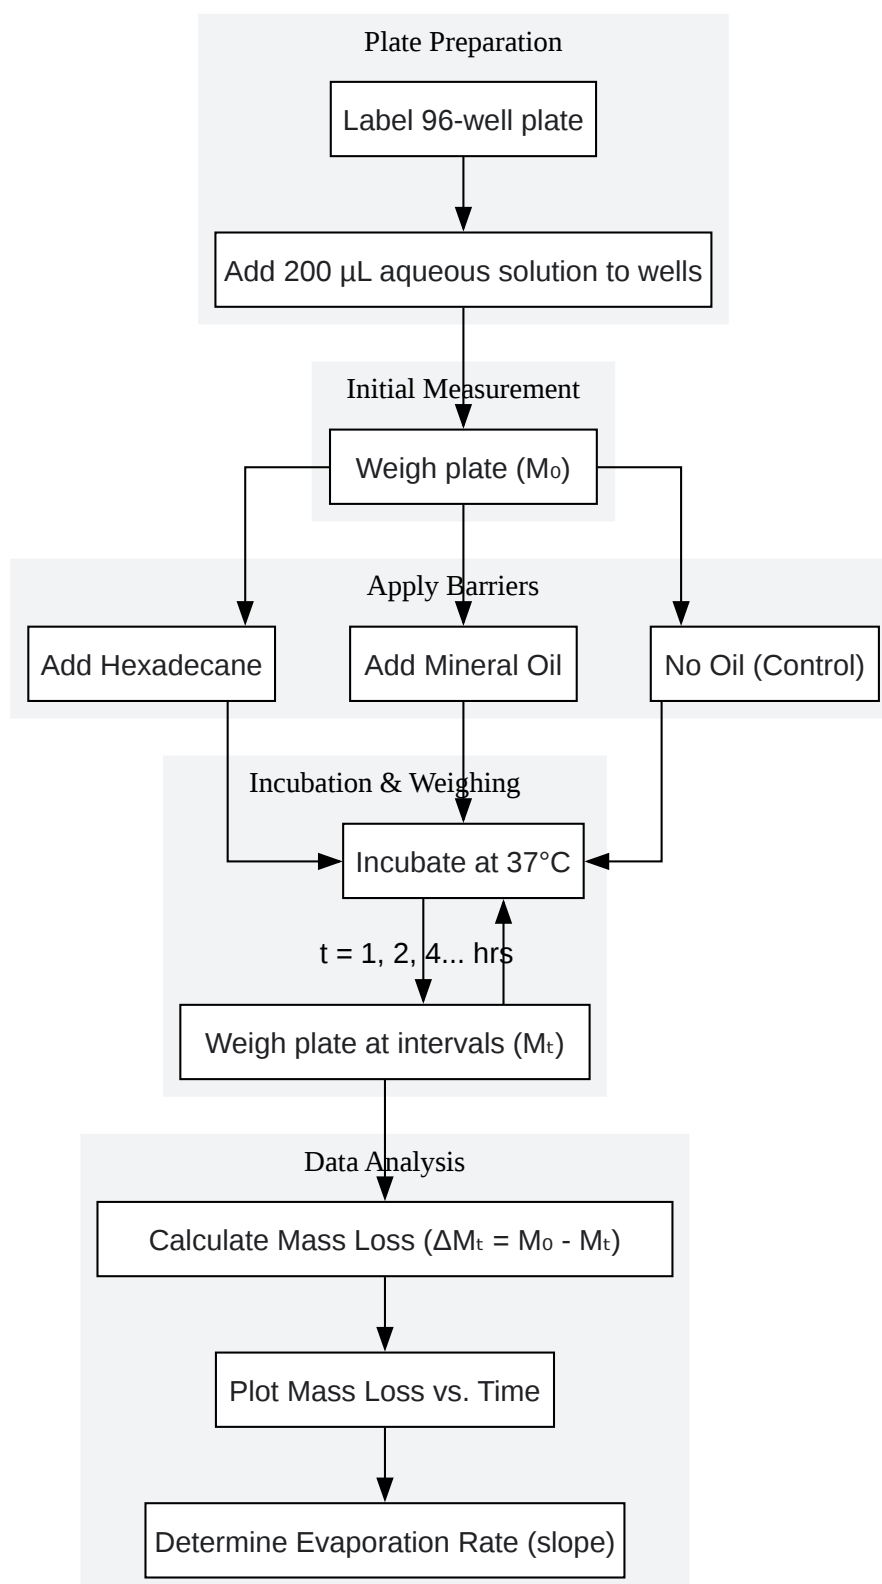 Plate Preparation
Label 96-well plate
Add 200 µL aqueous solution to wells
Initial Measurement
Weigh plate (M₀)
Apply Barriers
Add Hexadecane
Add Mineral Oil
No Oil (Control)
Incubation & Weighing
Incubate at 37°C
t = 1, 2, 4... hrs
Weigh plate at intervals (Mₜ)
Data Analysis
Calculate Mass Loss (ΔMₜ = M₀ - Mₜ)
Plot Mass Loss vs. Time
Determine Evaporation Rate (slope)